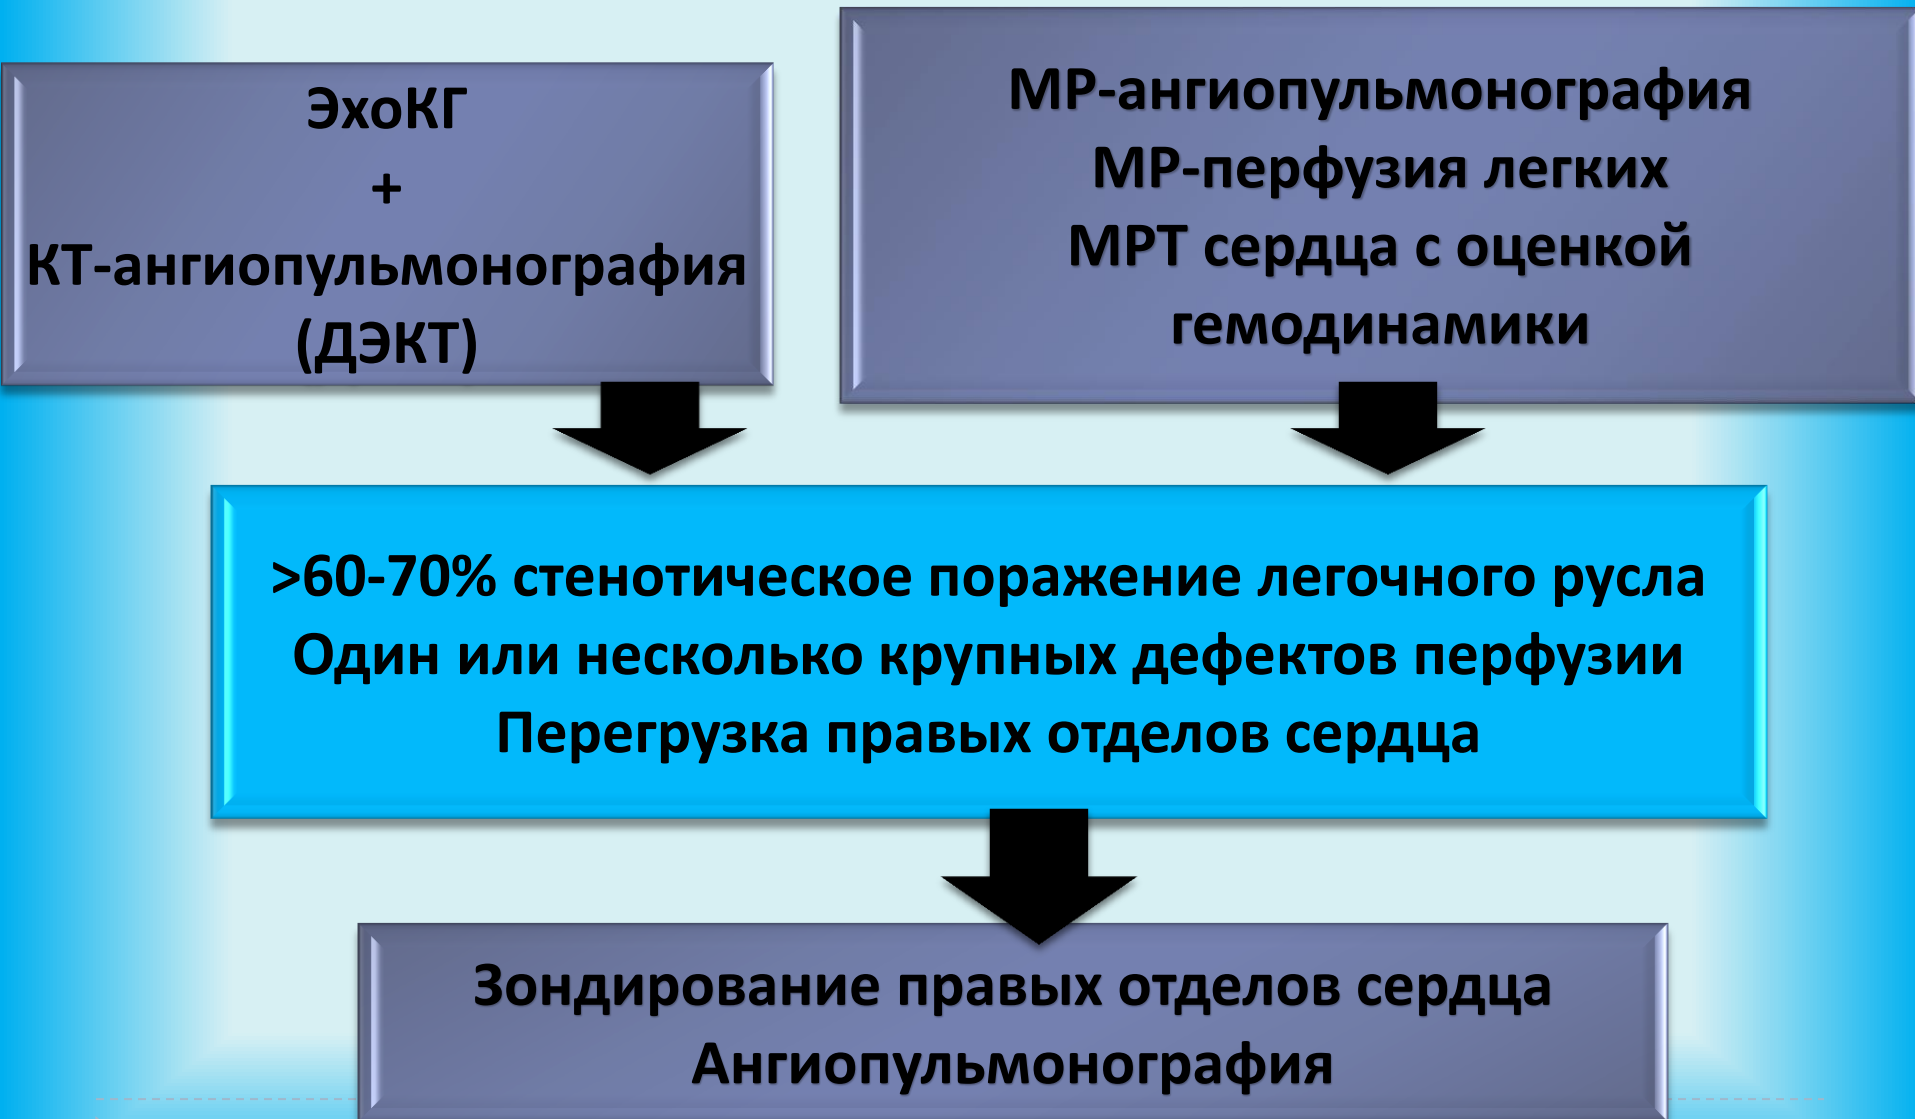 ЭхоКГ
+
КТ-ангиопульмонография
(ДЭКТ)
МР-ангиопульмонография
МР-перфузия легких
МРТ сердца с оценкой
гемодинамики
>60-70% стенотическое поражение легочного русла
Один или несколько крупных дефектов перфузии
Перегрузка правых отделов сердца
Зондирование правых отделов сердца
Ангиопульмонография